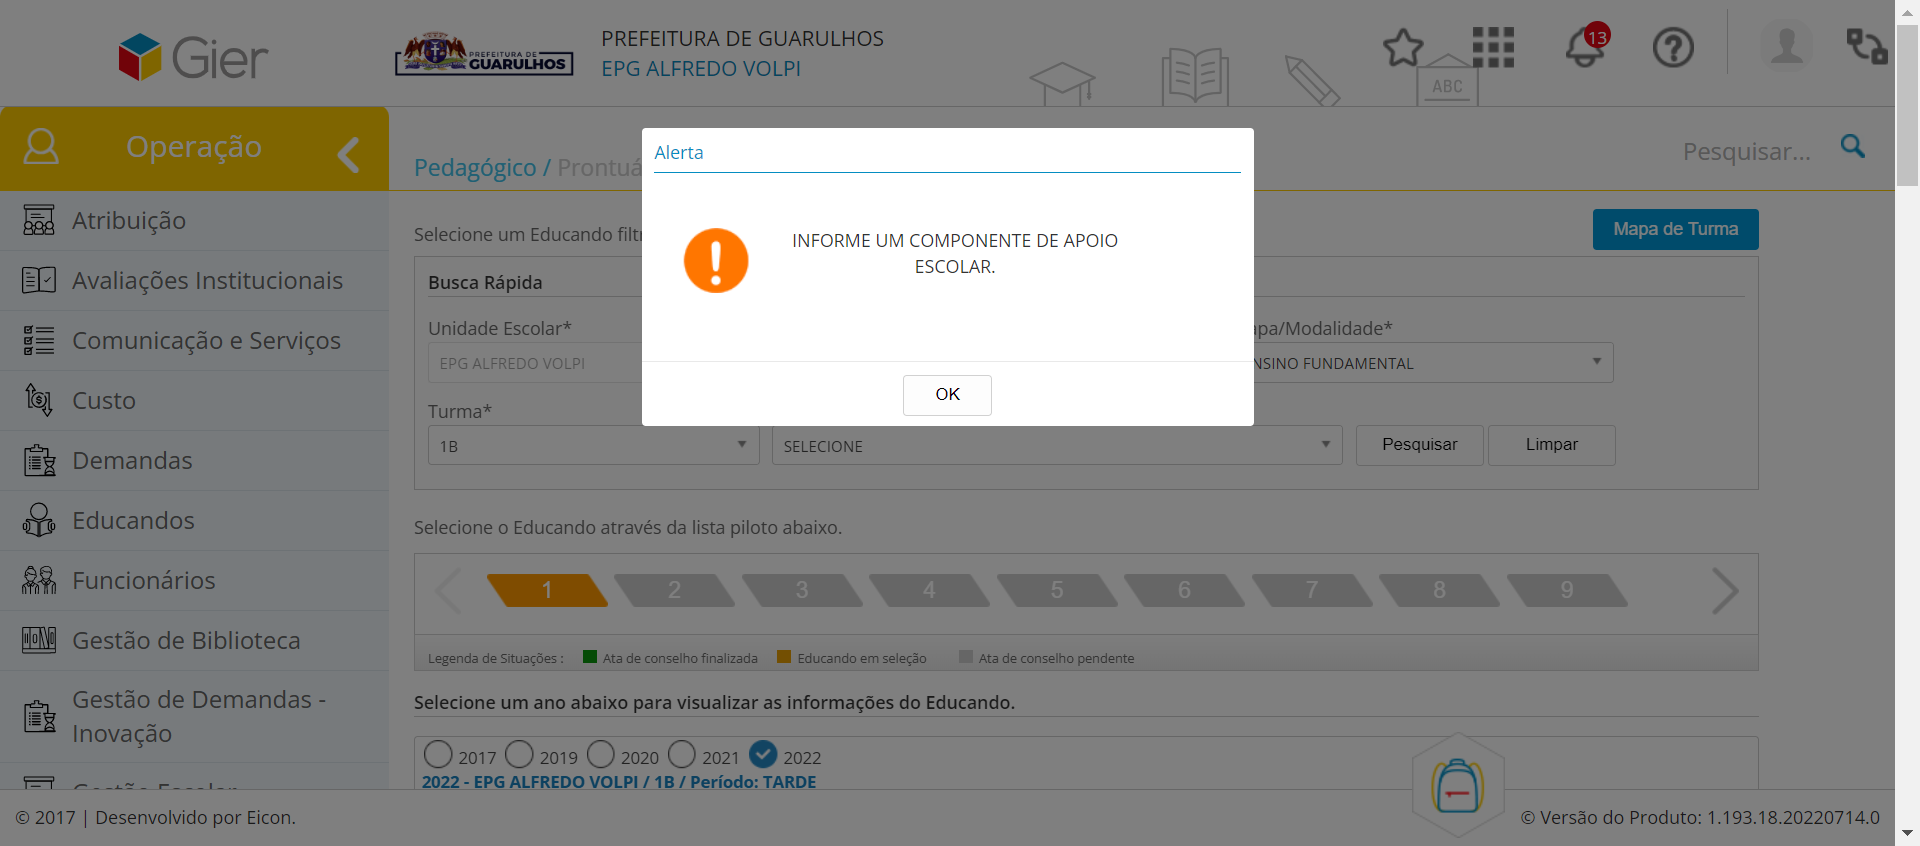 Gier
PREFEITURA DE
GUARULHOS
PREFEITURA DE GUARULHOS
EPG ALFREDO VOLPI
ABC
13
Operação
Pedagógico / Prontuá
Pesquisar...
Alerta
INFORME UM COMPONENTE DE APOIO
ESCOLAR.
OK
Atribuição
Avaliações Institucionais
Comunicação e Serviços
Custo
Demandas
Educandos
Funcionários
Gestão de Biblioteca
Gestão de Demandas -
Inovação
Gestão Escolar
Selecione um Educando filtr
Mapa de Turma
Busca Rápida
Unidade Escolar*
apa/Modalidade*
EPG ALFREDO VOLPI
NSINO FUNDAMENTAL
Turma*
1B
SELECIONE
Pesquisar
Limpar
Selecione o Educando através da lista piloto abaixo.
1 2 3 4 5 6 7 8 9
Legenda de Situações : Ata de conselho finalizada Educando em seleção Ata de conselho pendente
Selecione um ano abaixo para visualizar as informações do Educando.
2017 2019 2020 2021 2022
2022 - EPG ALFREDO VOLPI / 1B / Período: TARDE
© 2017 | Desenvolvido por Eicon.
© Versão do Produto: 1.193.18.20220714.0